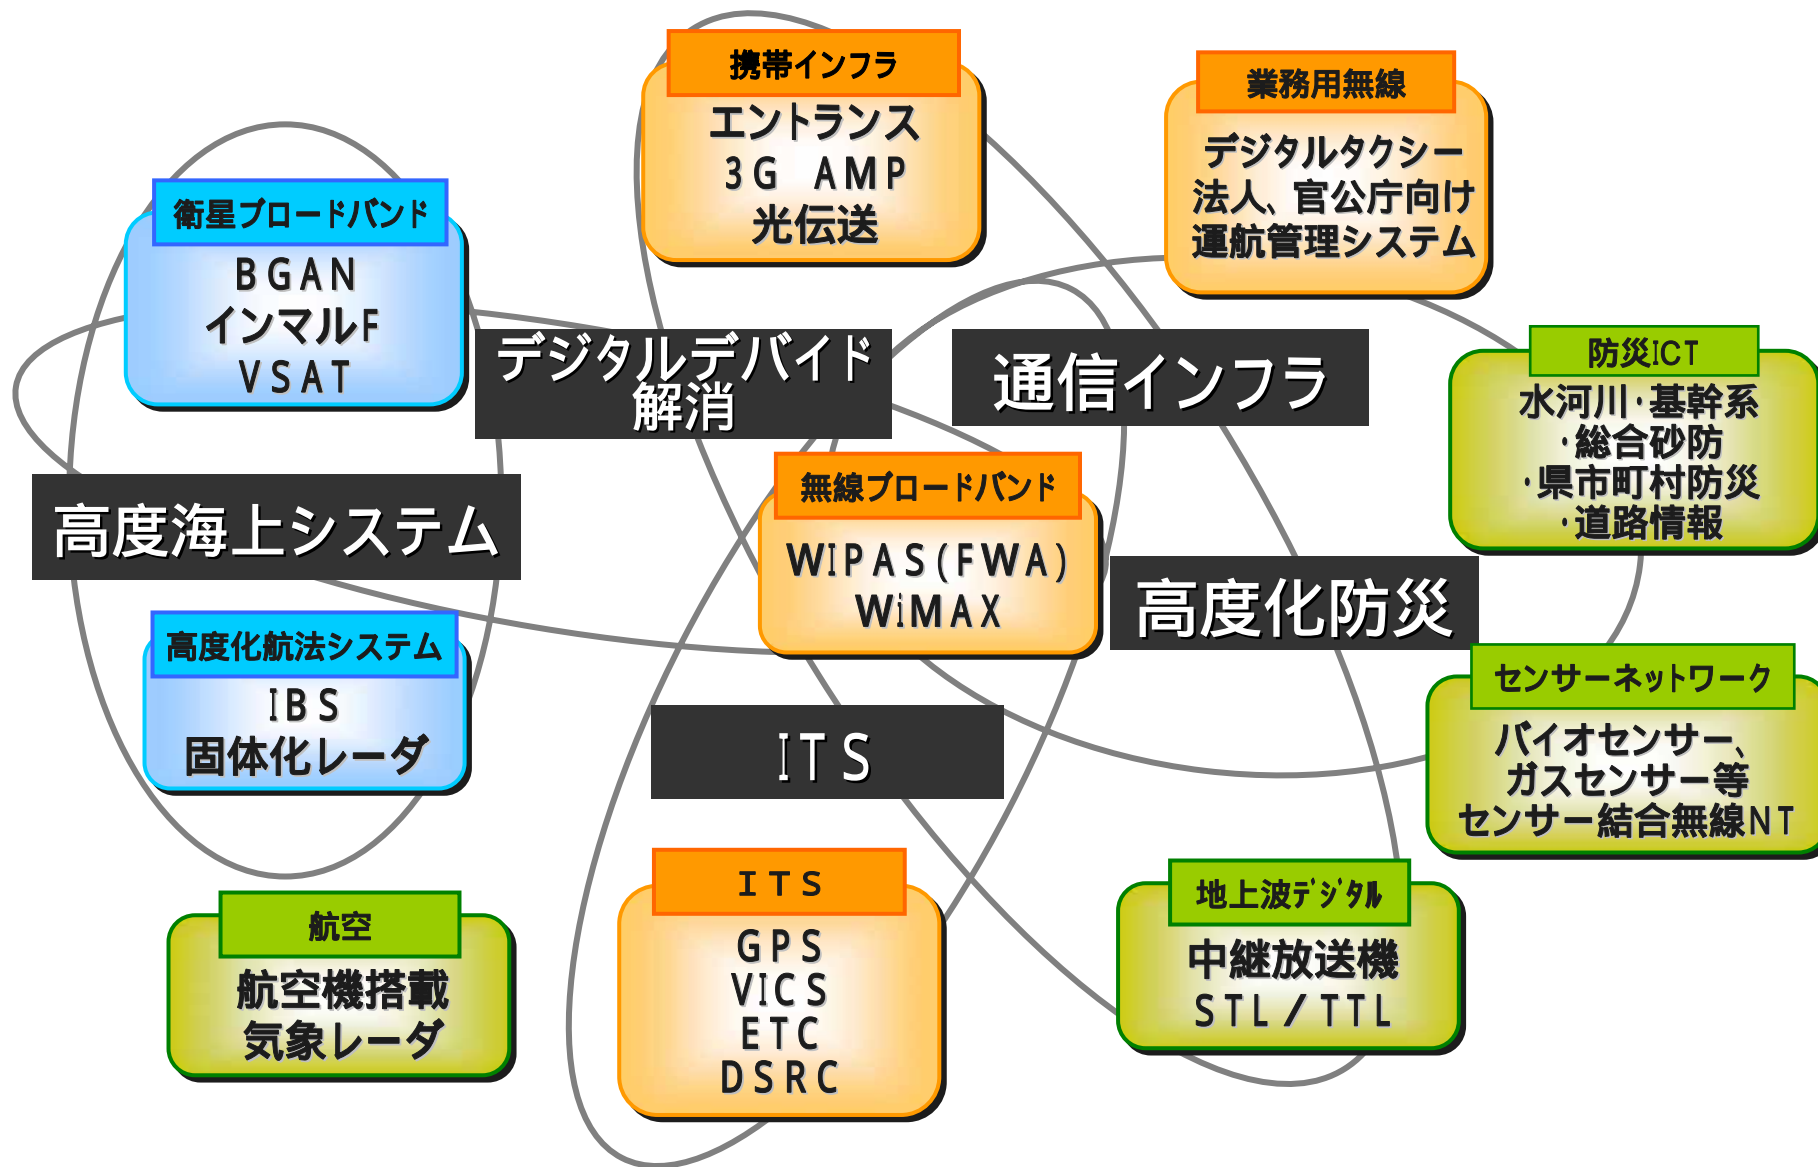 携帯インフラ
エントランス
3G AMP
光伝送
業務用無線
デジタルタクシー
法人、官公庁向け
運航管理システム
衛星ブロードバンド
BGAN
インマルF
VSAT
デジタルデバイド
解消
通信インフラ
防災ICT
水河川・基幹系
・総合砂防
・県市町村防災
・道路情報
高度海上システム
無線ブロードバンド
WIPAS(FWA)
WiMAX
高度化防災
高度化航法システム
IBS
固体化レーダ
ITS
センサーネットワーク
バイオセンサー、
ガスセンサー等
センサー結合無線NT
航空
航空機搭載
気象レーダ
ITS
GPS
VICS
ETC
DSRC
地上波デジタル
中継放送機
STL/TTL